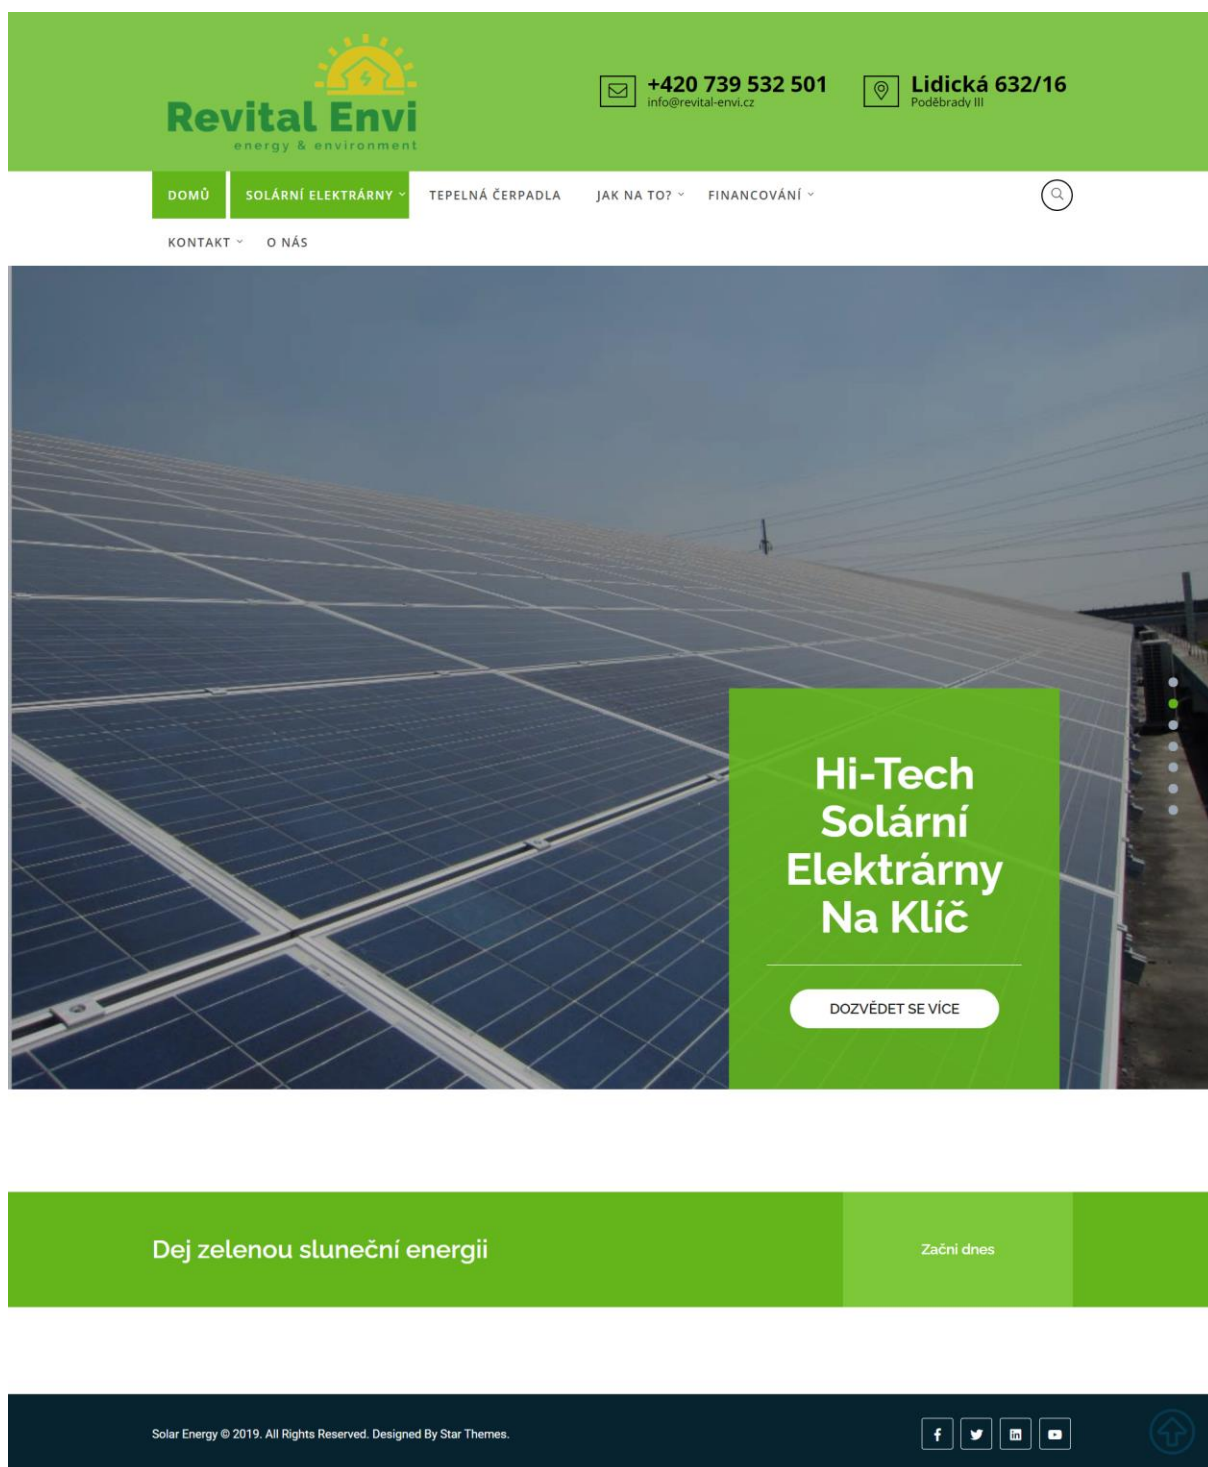 Revital Envi
energy & environment
+420 739 532 501
info@revital-envi.cz
Lidická 632/16
Poděbrady III
DOMŮ
SOLÁRNÍ ELEKTRÁRNY
TEPELNÁ ČERPADLA
JAK NA TO?
FINANCOVÁNÍ
KONTAKT
O NÁS
Hi-Tech
Solární
Elektrárny
Na Klíč
DOZVĚDET SE VÍCE
Dej zelenou sluneční energii
Začni dnes
Solar Energy © 2019. All Rights Reserved. Designed By Star Themes.